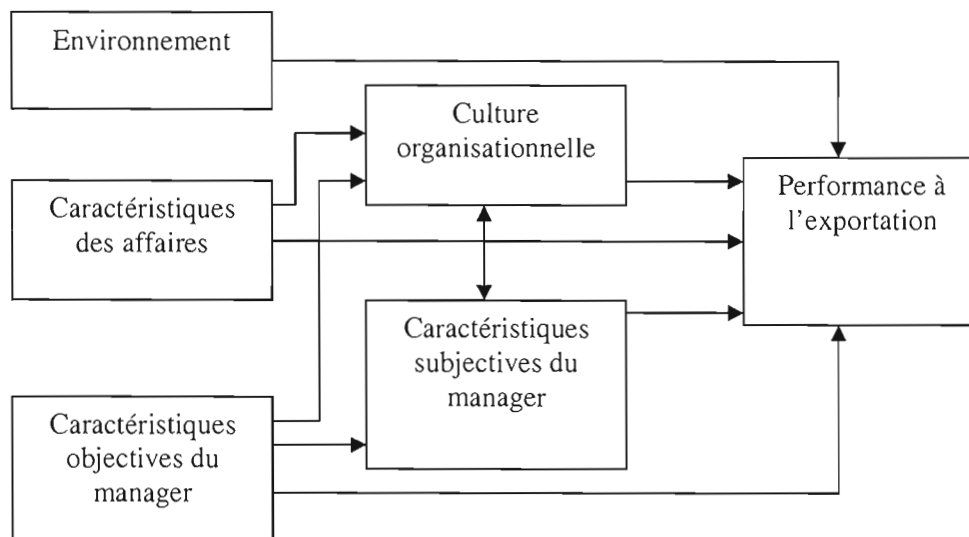 Environnement
Culture
organisationnelle
Caractéristiques
des affaires
Performance à
l'exportation
Caractéristiques
subjectives du
manager
Caractéristiques
objectives du
manager